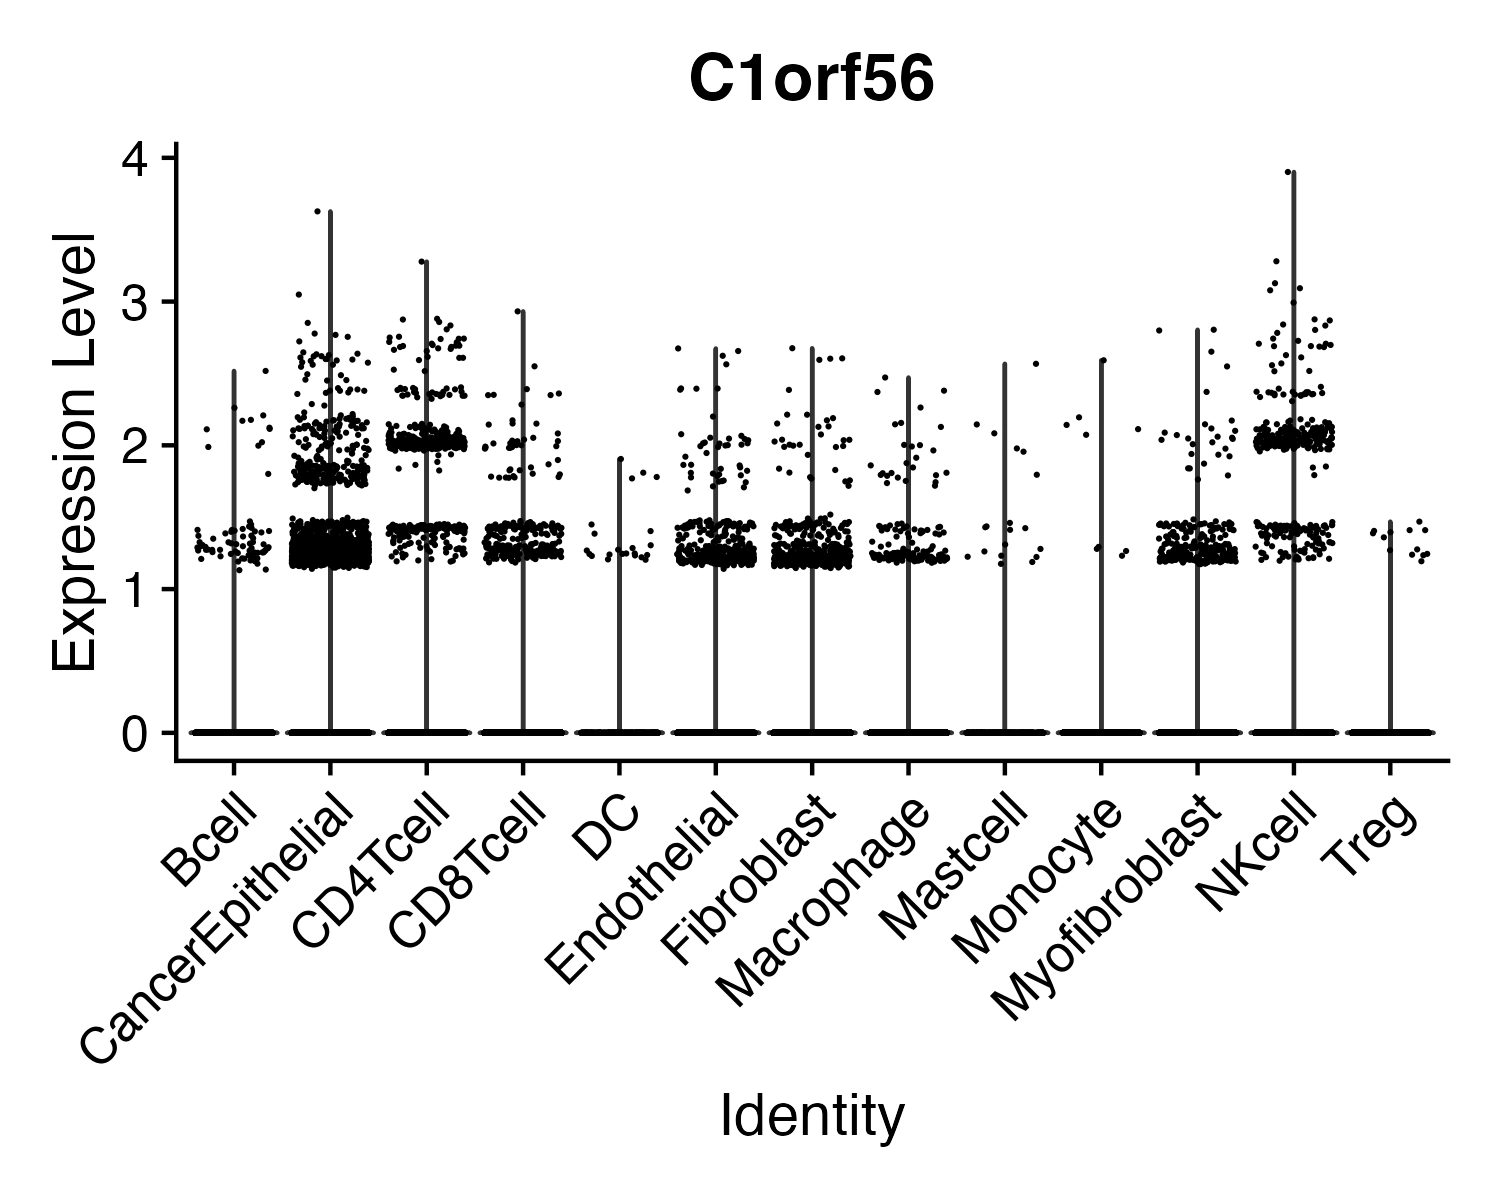 C1orf56
Expression Level
4
3
2
1
0
Bcell
CancerEpithelial
CD4Tcell
CD8Tcell
DC
Endothelial
Fibroblast
Macrophage
Mastcell
Monocyte
Myofibroblast
NKcell
Treg
Identity